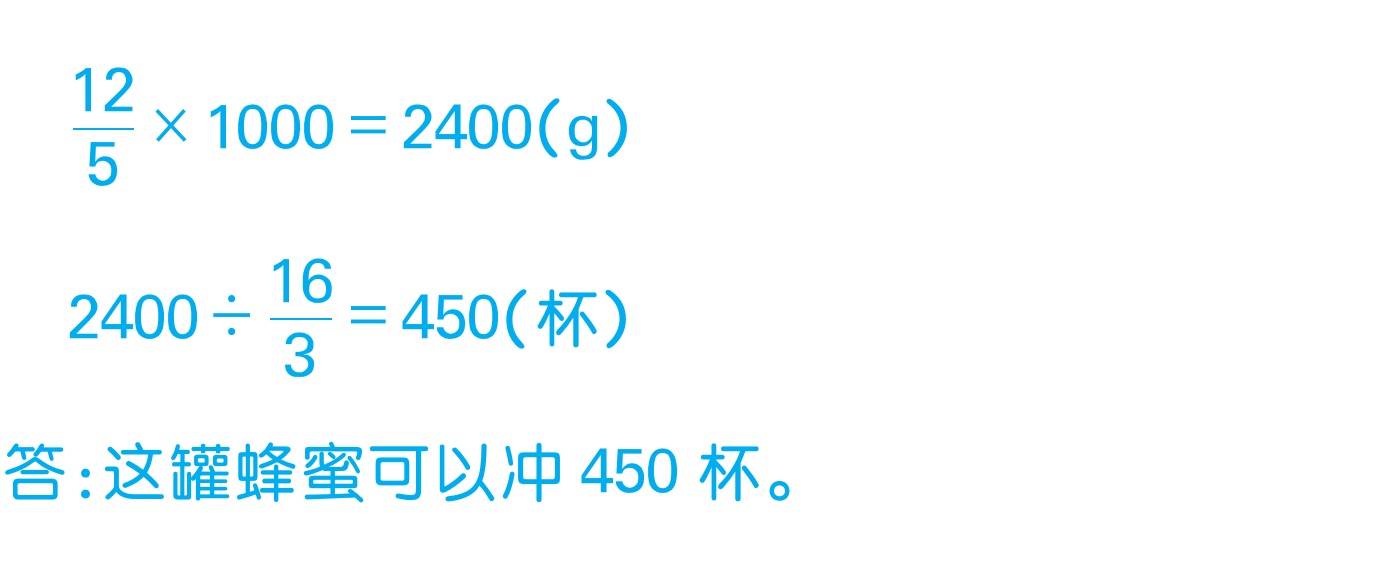 12/5 × 1000 = 2400(g)
2400 ÷ 16/3 = 450(杯)
答:这罐蜂蜜可以冲 450 杯。